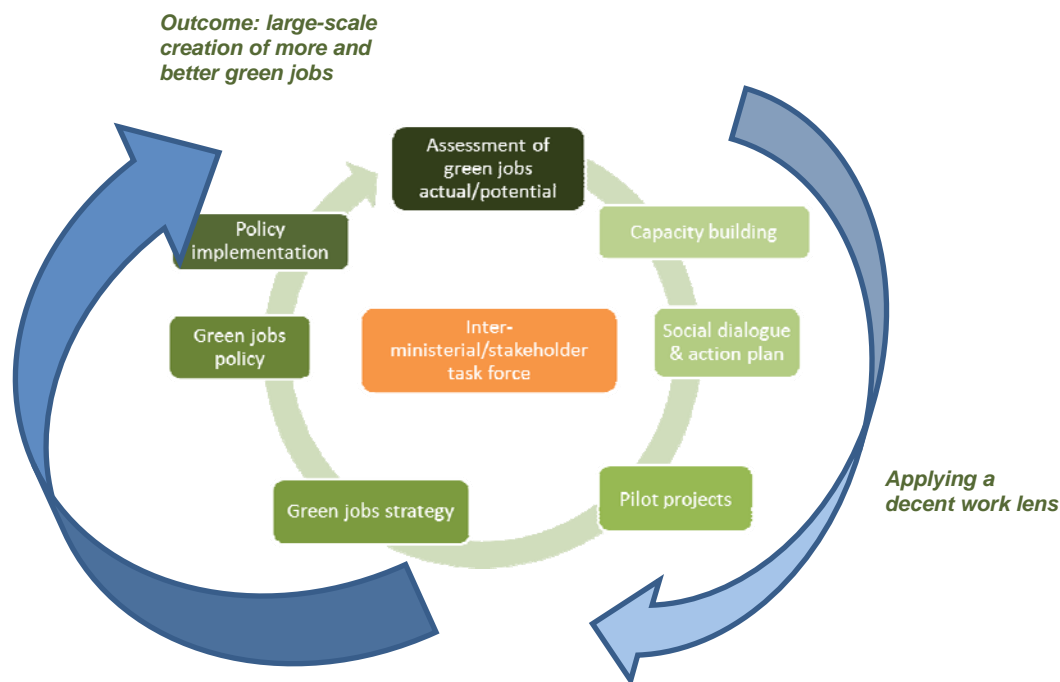 Outcome: large-scale
creation of more and
better green jobs
Assessment of
green jobs
actual/potential
Capacity building
Social dialogue
& action plan
Pilot projects
Green jobs strategy
Green jobs
policy
Policy
implementation
Inter-
ministerial/stakeholder
task force
Applying a
decent work lens